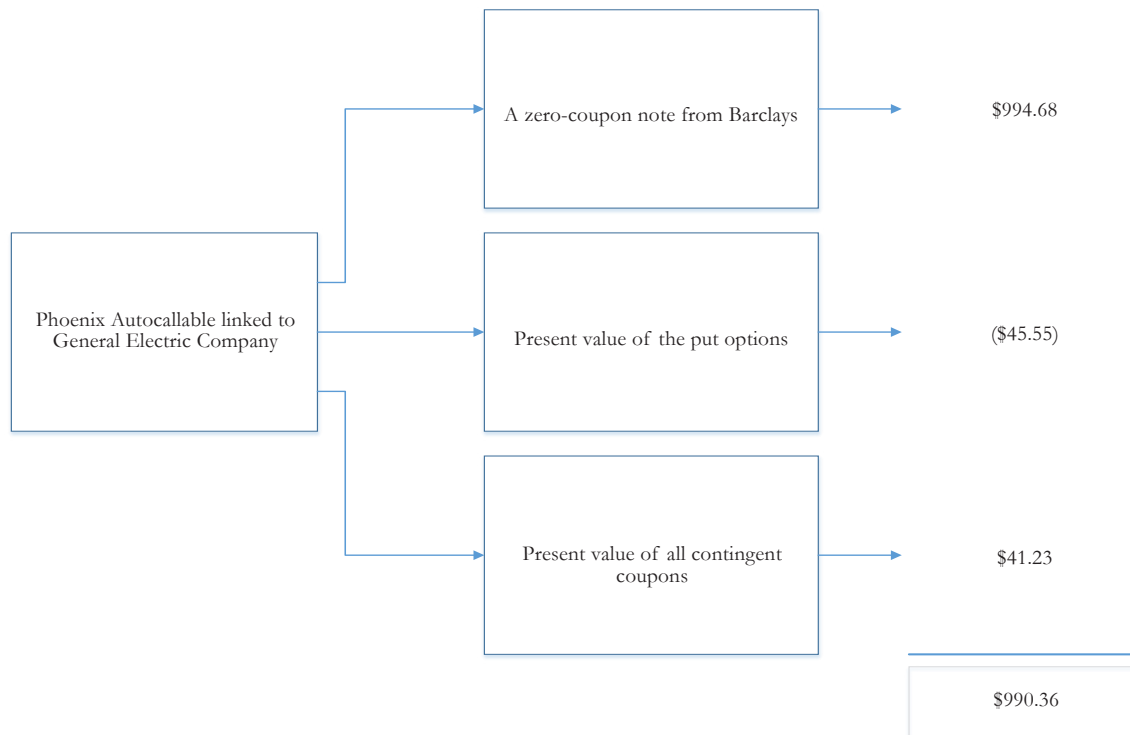 A zero-coupon note from Barclays
$994.68
Phoenix Autocallable linked to
General Electric Company
Present value of the put options
($45.55)
Present value of all contingent
coupons
$41.23
$990.36